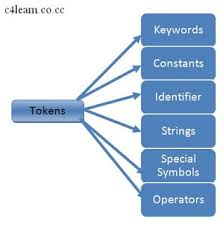 c4learn.co.cc
Keywords
Constants
Identifier
Tokens
Strings
Special
Symbols
Operators